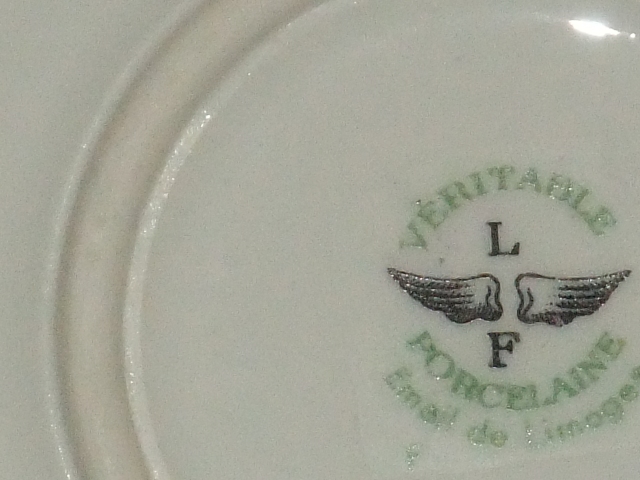 VÉRITABLE
L
F
PORCELAINE
Email de Limoges
F